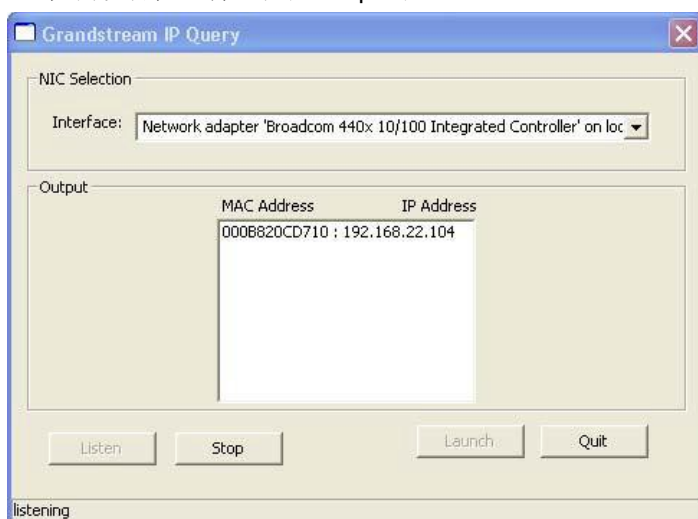 Grandstream IP Query
NIC Selection
Interface:
Network adapter 'Broadcom 440x 10/100 Integrated Controller' on loc
Output
MAC Address IP Address
000B820CD710 : 192.168.22.104
Listen Stop Launch Quit
listening